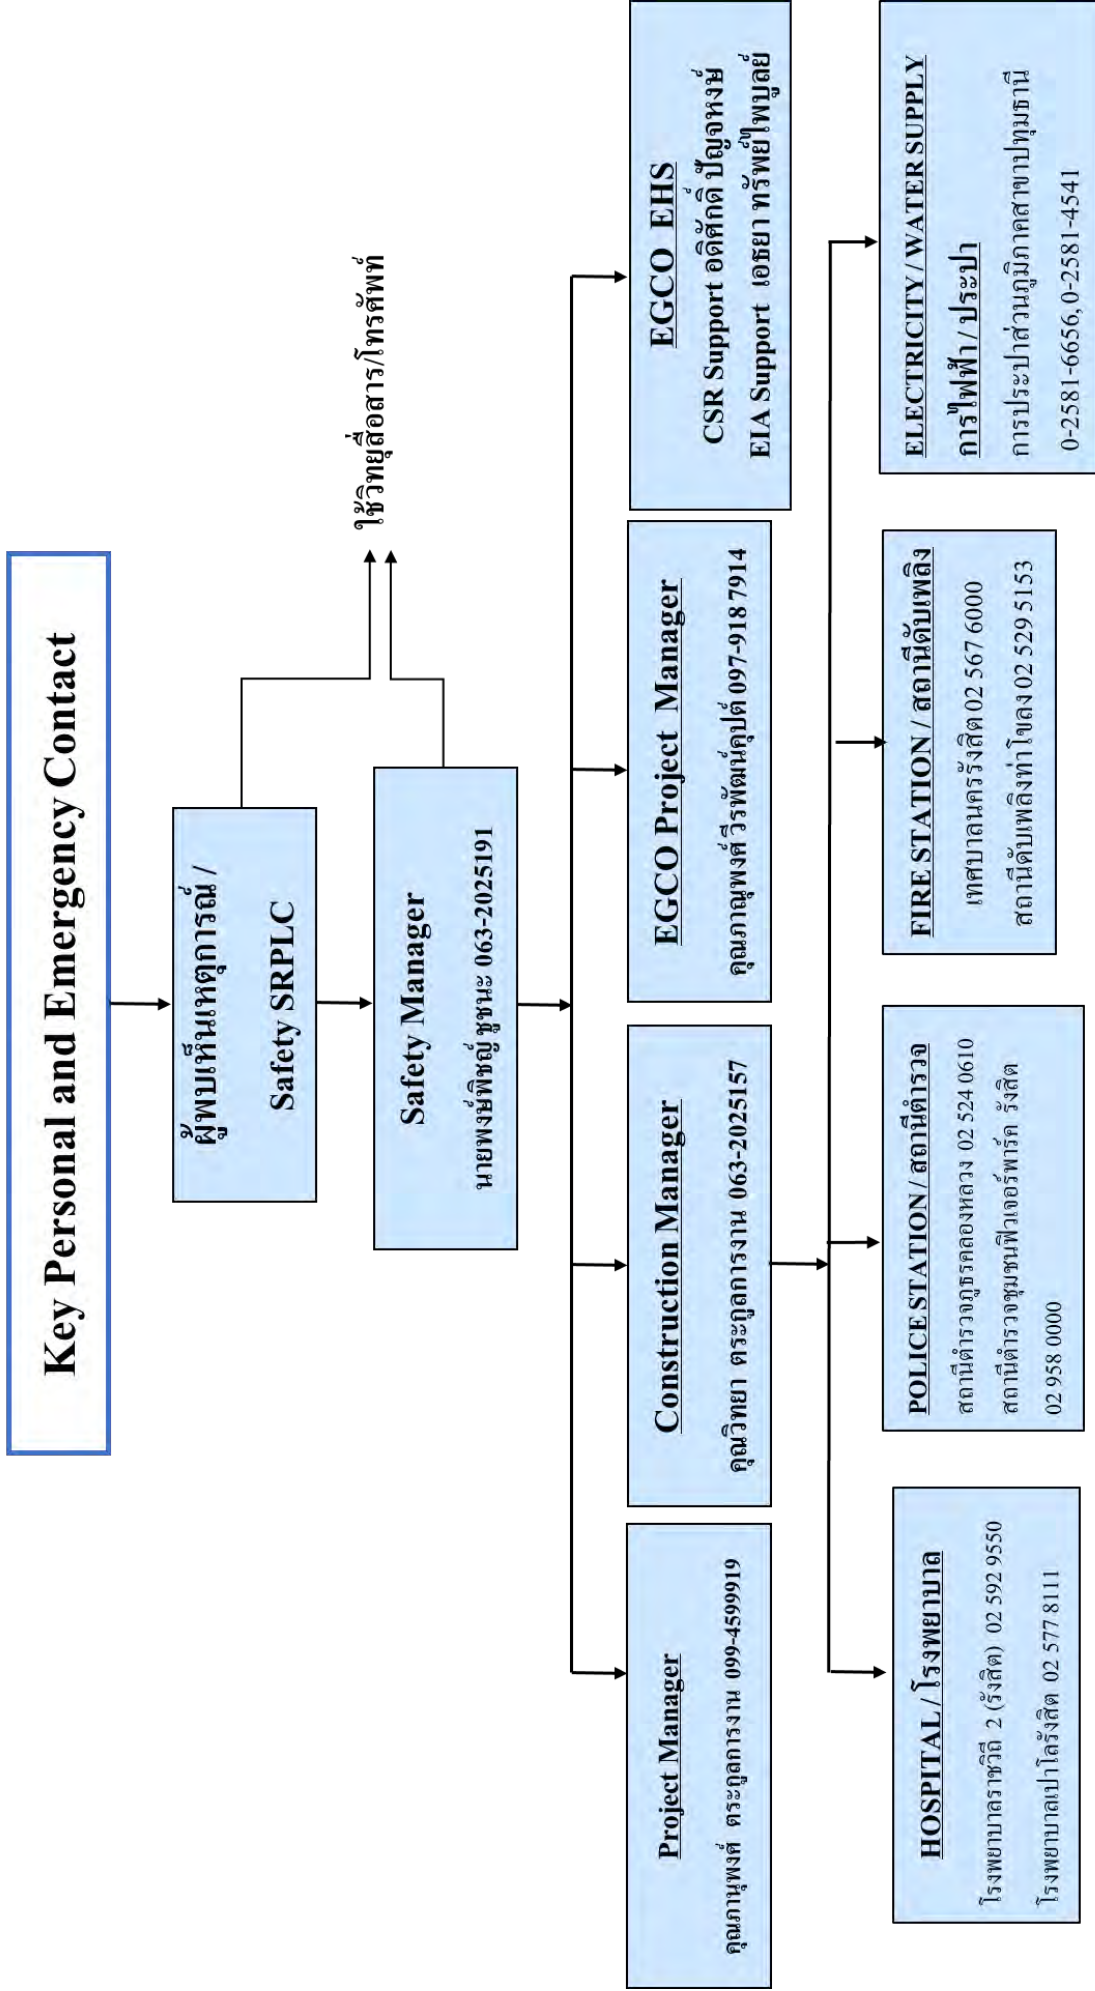 Key Personal and Emergency Contact
ผู้พบเห็นเหตุการณ์ /
Safety SRPLC
ใช้วิทยุสื่อสาร/โทรศัพท์
Safety Manager
นายพงษ์พิชญ์ ชูชนะ 063-2025191
Project Manager
คุณภานุพงศ์ ตระกูลการงาน 099-4599919
Construction Manager
คุณวิทยา ตระกูลการงาน 063-2025157
EGCO Project Manager
คุณภาณุพงศ์ วีรพัฒน์คุปต์ 097-918 7914
EGCO EHS
CSR Support อดิศักดิ์ ปัญจหงษ์
EIA Support เอธยา ทรัพย์ไพบูลย์
HOSPITAL / โรงพยาบาล
โรงพยาบาลราชวิถี 2 (รังสิต) 02 592 9550
โรงพยาบาลเปาโลรังสิต 02 577 8111
POLICE STATION / สถานีตำรวจ
สถานีตำรวจภูธรคลองหลวง 02 524 0610
สถานีตำรวจชุมชนฟิวเจอร์พาร์ค รังสิต
02 958 0000
FIRE STATION / สถานีดับเพลิง
เทศบาลนครรังสิต 02 567 6000
สถานีดับเพลิงท่าโขลง 02 529 5153
ELECTRICITY / WATER SUPPLY
การไฟฟ้า / ประปา
การประปาส่วนภูมิภาคสาขาปทุมธานี
0-2581-6656, 0-2581-4541